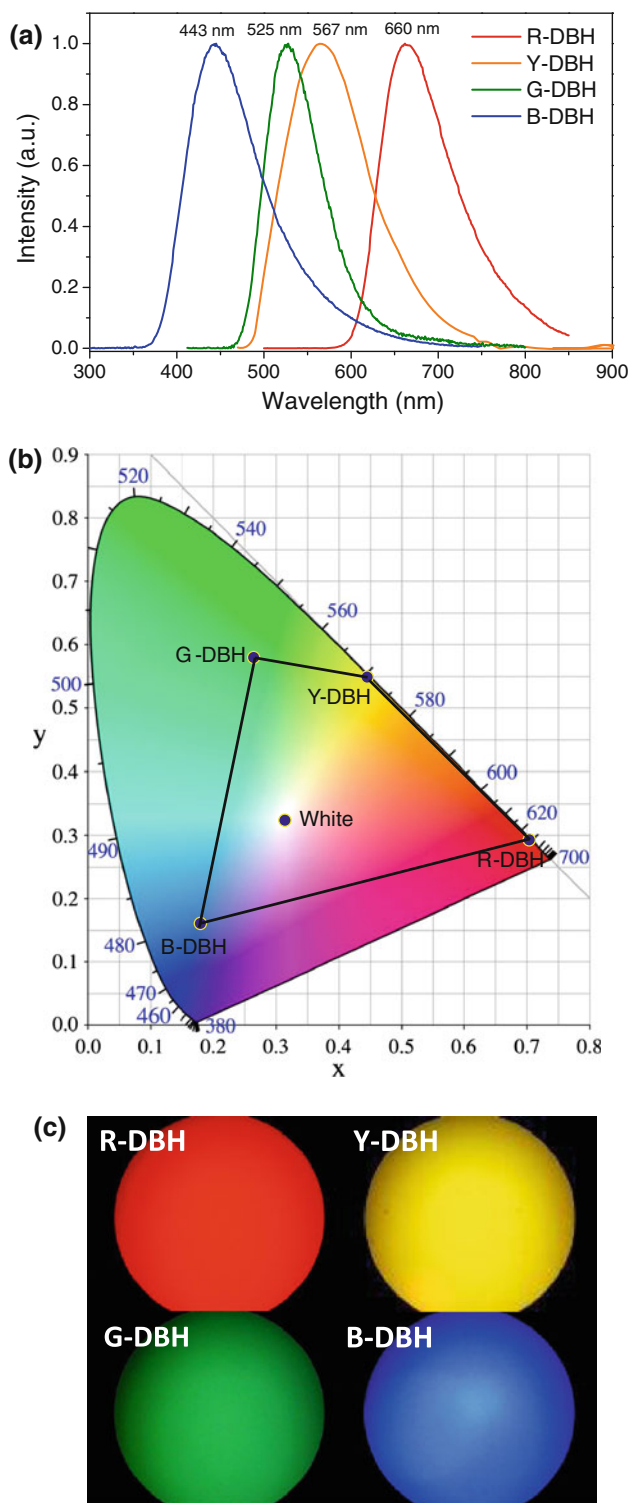 (a)
443 nm 525 nm 567 nm 660 nm
R-DBH
Y-DBH
G-DBH
B-DBH
Intensity (a.u.)
1.0
0.8
0.6
0.4
0.2
0.0
300 400 500 600 700 800 900
Wavelength (nm)
(b)
0.9
0.8
0.7
0.6
0.5
0.4
0.3
0.2
0.1
0.0
y
520
540
560
580
600
620
700
500
490
480
470
460
380
G-DBH
Y-DBH
White
R-DBH
B-DBH
0.0 0.1 0.2 0.3 0.4 0.5 0.6 0.7 0.8
x
(c)
R-DBH Y-DBH
G-DBH B-DBH